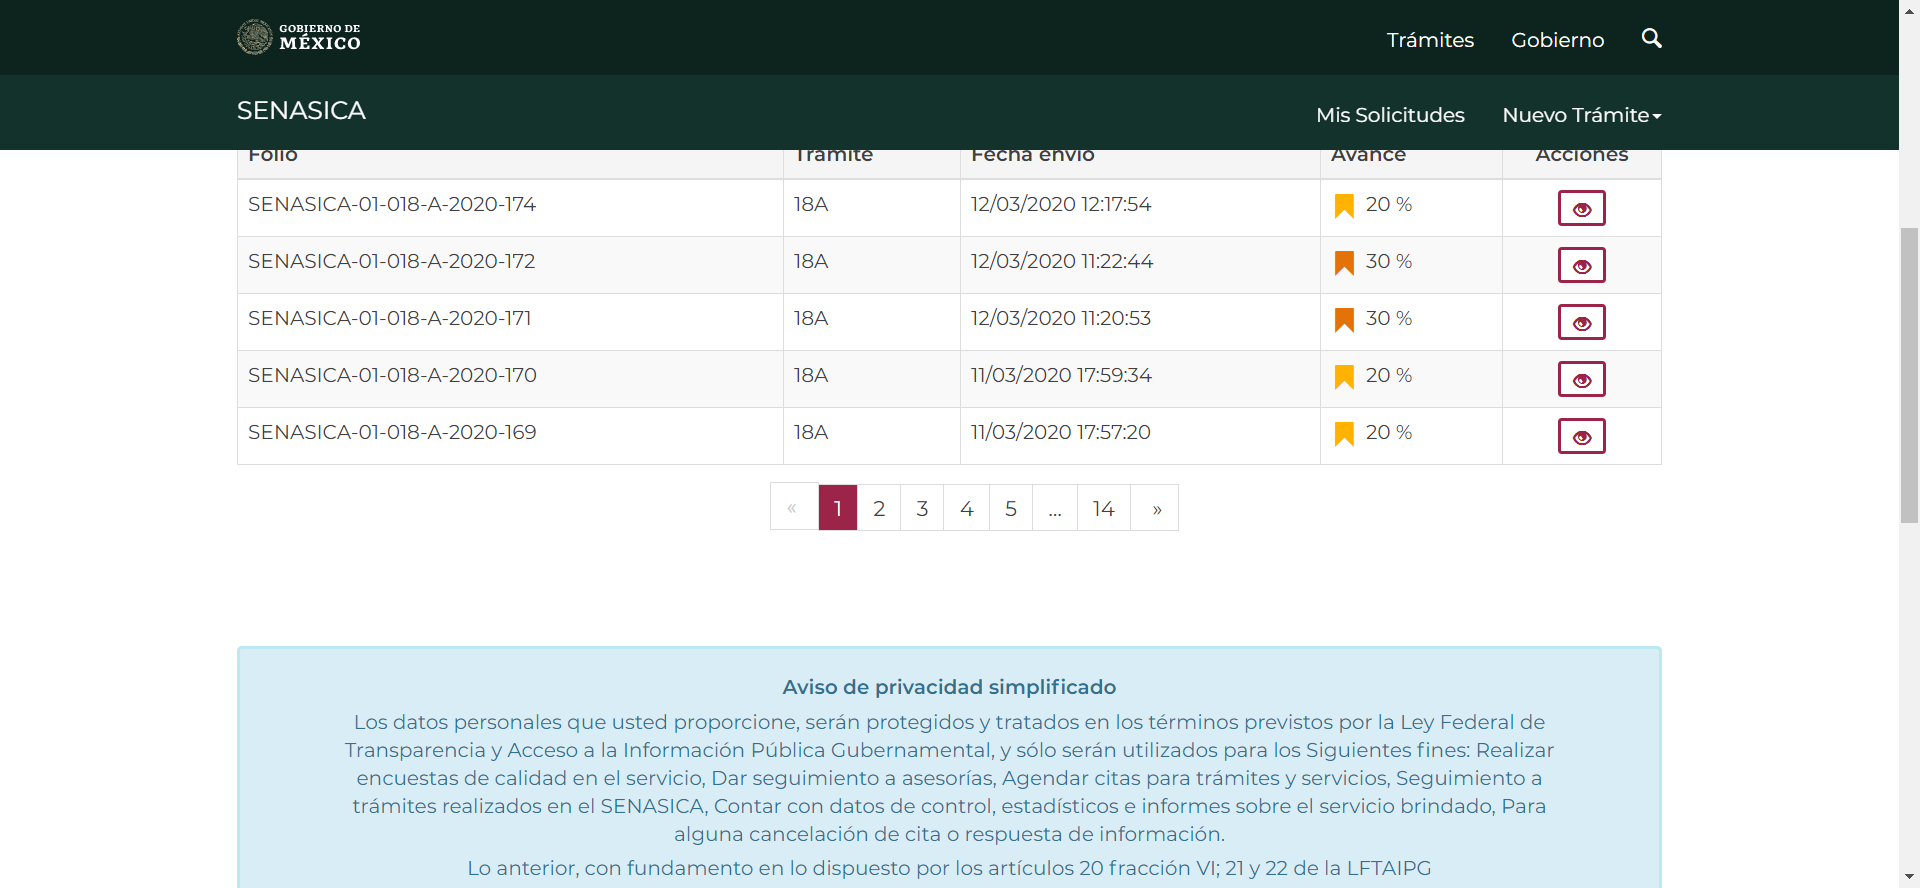 GOBIERNO DE
MÉXICO
Trámites Gobierno
SENASICA
Mis Solicitudes Nuevo Trámite
Folio Trámite Fecha envío Avance Acciones
SENASICA-01-018-A-2020-174 18A 12/03/2020 12:17:54 20 %
SENASICA-01-018-A-2020-172 18A 12/03/2020 11:22:44 30 %
SENASICA-01-018-A-2020-171 18A 12/03/2020 11:20:53 30 %
SENASICA-01-018-A-2020-170 18A 11/03/2020 17:59:34 20 %
SENASICA-01-018-A-2020-169 18A 11/03/2020 17:57:20 20 %
« 1 2 3 4 5 ... 14 »
Aviso de privacidad simplificado
Los datos personales que usted proporcione, serán protegidos y tratados en los términos previstos por la Ley Federal de
Transparencia y Acceso a la Información Pública Gubernamental, y sólo serán utilizados para los Siguientes fines: Realizar
encuestas de calidad en el servicio, Dar seguimiento a asesorías, Agendar citas para trámites y servicios, Seguimiento a
trámites realizados en el SENASICA, Contar con datos de control, estadísticos e informes sobre el servicio brindado, Para
alguna cancelación de cita o respuesta de información.
Lo anterior, con fundamento en lo dispuesto por los artículos 20 fracción VI; 21 y 22 de la LFTAIPG